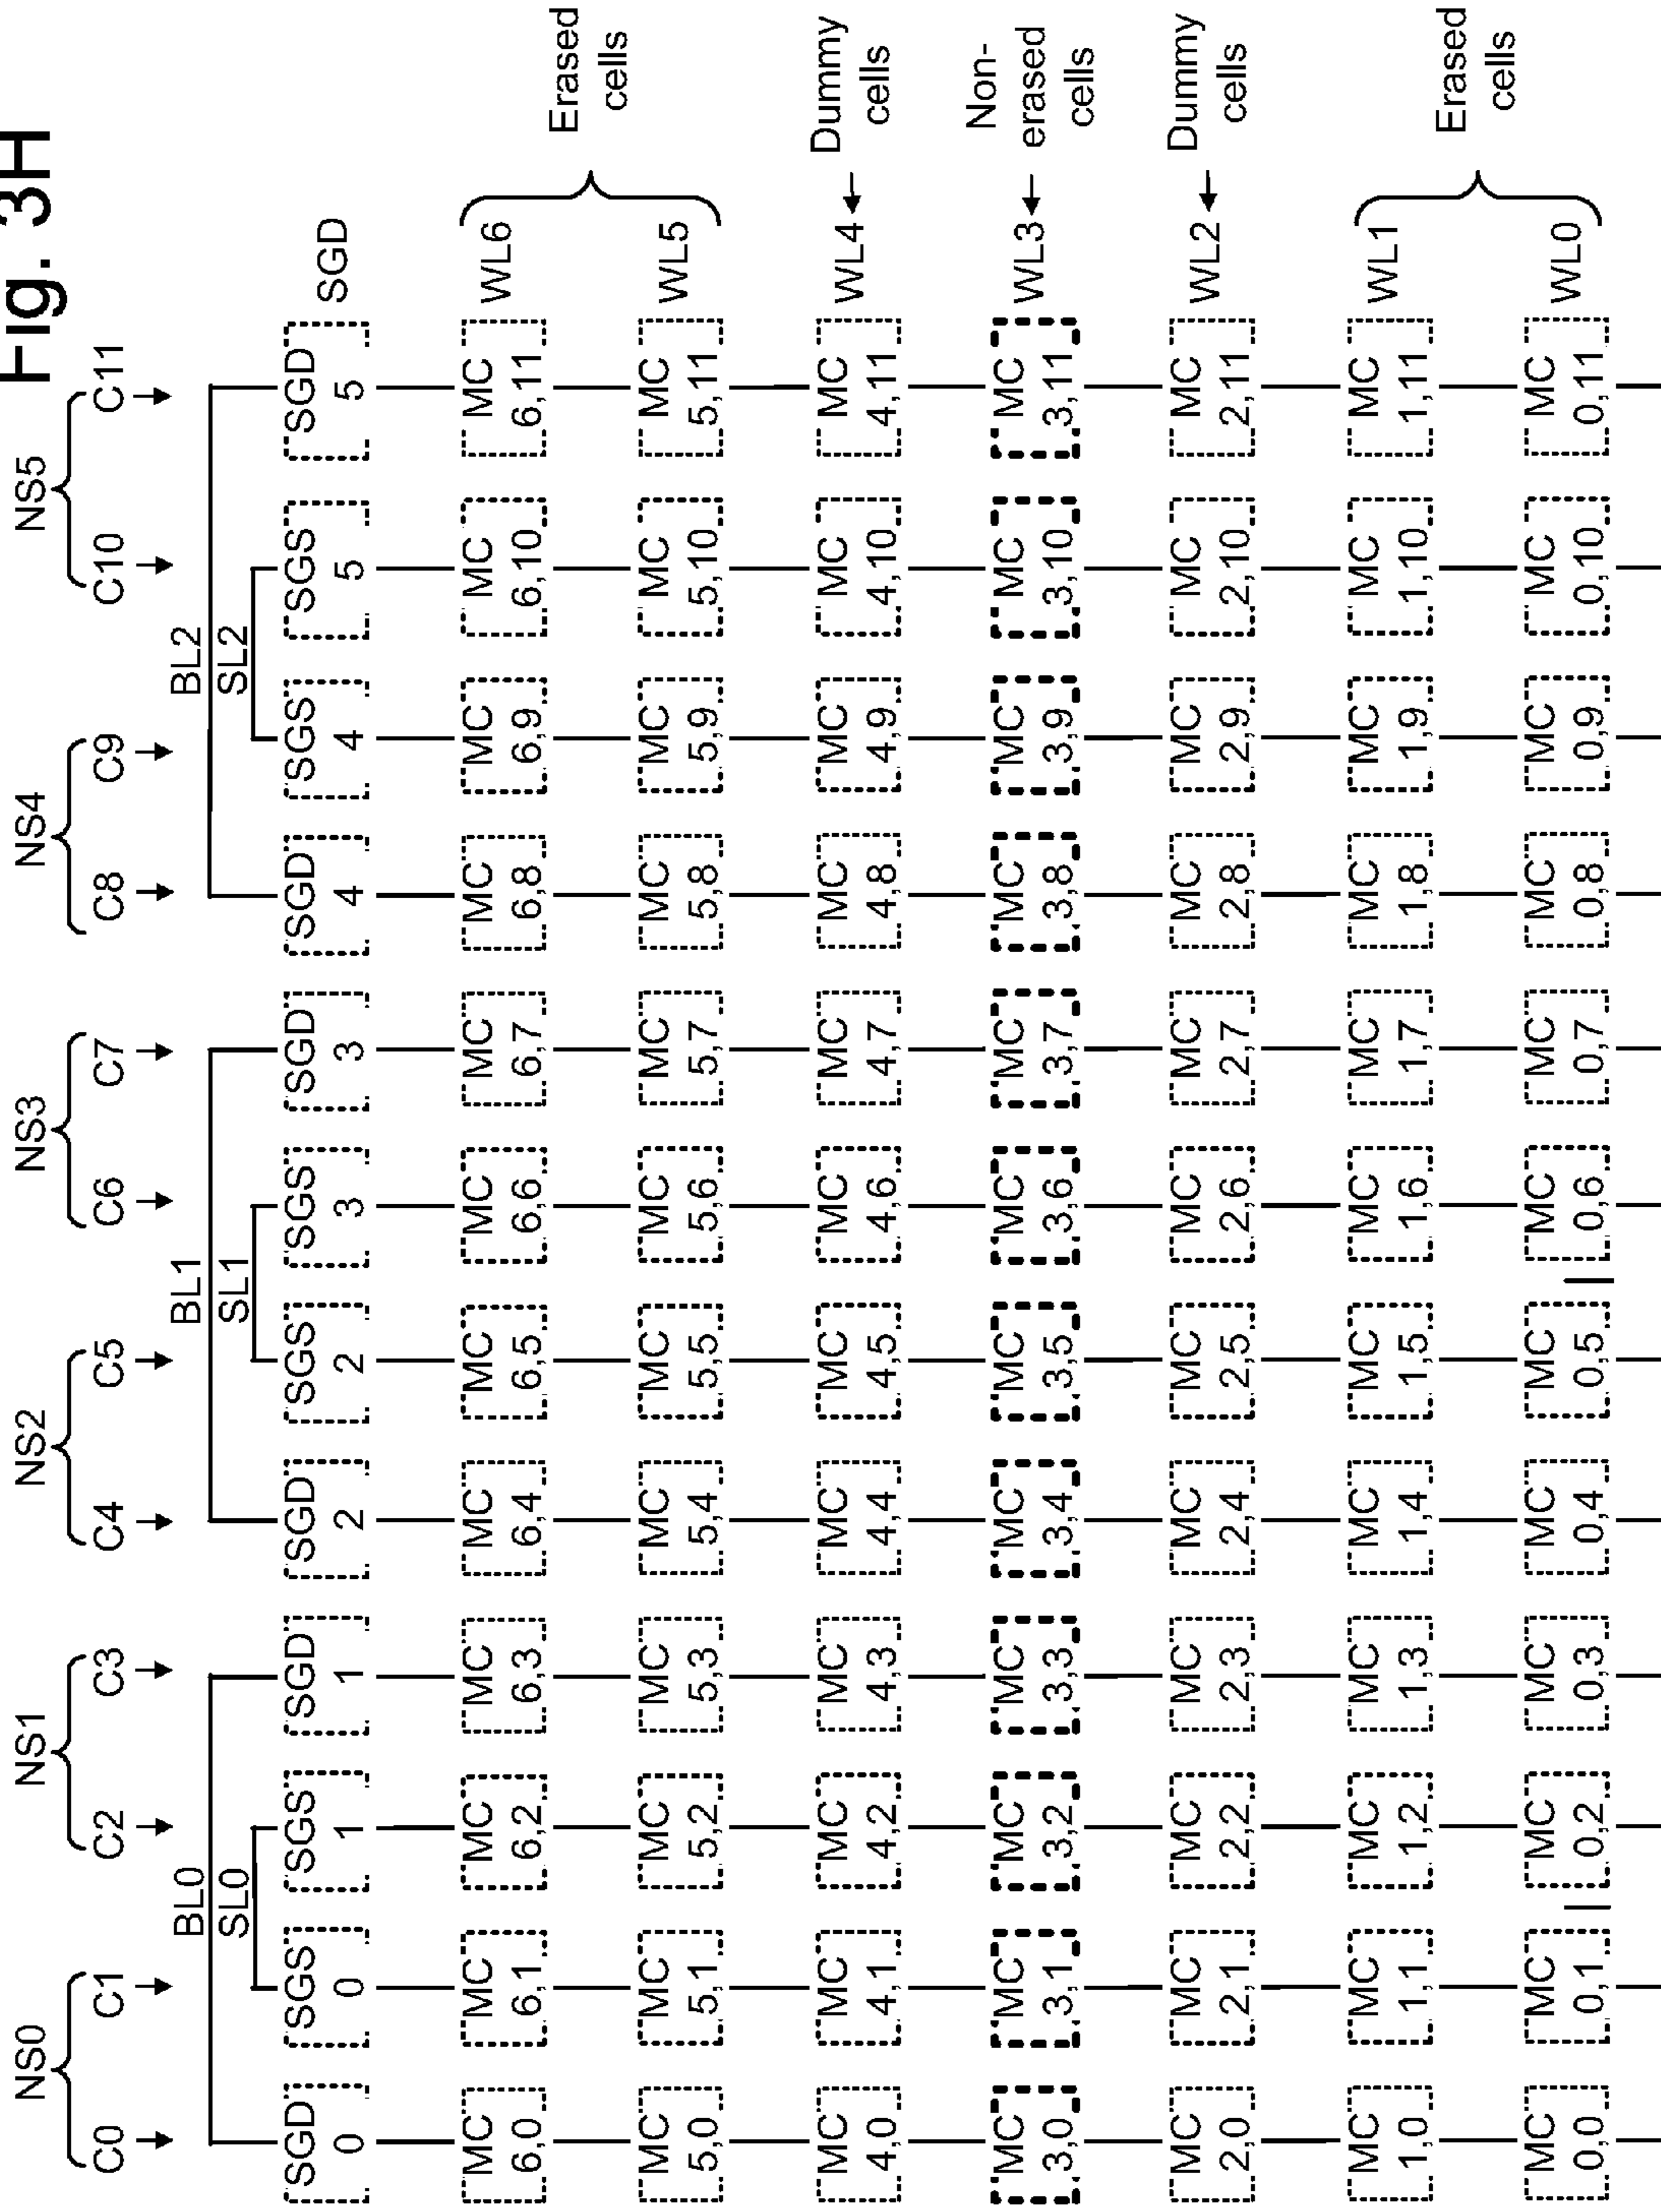 Fig. 3H
NS0 NS1 NS2 NS3 NS4 NS5
C0 C1 C2 C3 C4 C5 C6 C7 C8 C9 C10 C11
BL0 BL1 BL2
SL0 SL1 SL2
SGD SGS SGS SGD SGD SGS SGS SGD SGD SGS SGS SGD SGD
0 0 1 1 2 2 3 3 4 4 5 5
MC MC MC MC MC MC MC MC MC MC MC MC WL6
6,0 6,1 6,2 6,3 6,4 6,5 6,6 6,7 6,8 6,9 6,10 6,11
Erased
cells
MC MC MC MC MC MC MC MC MC MC MC MC WL5
5,0 5,1 5,2 5,3 5,4 5,5 5,6 5,7 5,8 5,9 5,10 5,11
MC MC MC MC MC MC MC MC MC MC MC MC WL4 Dummy
4,0 4,1 4,2 4,3 4,4 4,5 4,6 4,7 4,8 4,9 4,10 4,11 cells
Non-
MC MC MC MC MC MC MC MC MC MC MC MC WL3 erased
3,0 3,1 3,2 3,3 3,4 3,5 3,6 3,7 3,8 3,9 3,10 3,11 cells
MC MC MC MC MC MC MC MC MC MC MC MC WL2 Dummy
2,0 2,1 2,2 2,3 2,4 2,5 2,6 2,7 2,8 2,9 2,10 2,11 cells
MC MC MC MC MC MC MC MC MC MC MC MC WL1
1,0 1,1 1,2 1,3 1,4 1,5 1,6 1,7 1,8 1,9 1,10 1,11
Erased
cells
MC MC MC MC MC MC MC MC MC MC MC MC WL0
0,0 0,1 0,2 0,3 0,4 0,5 0,6 0,7 0,8 0,9 0,10 0,11